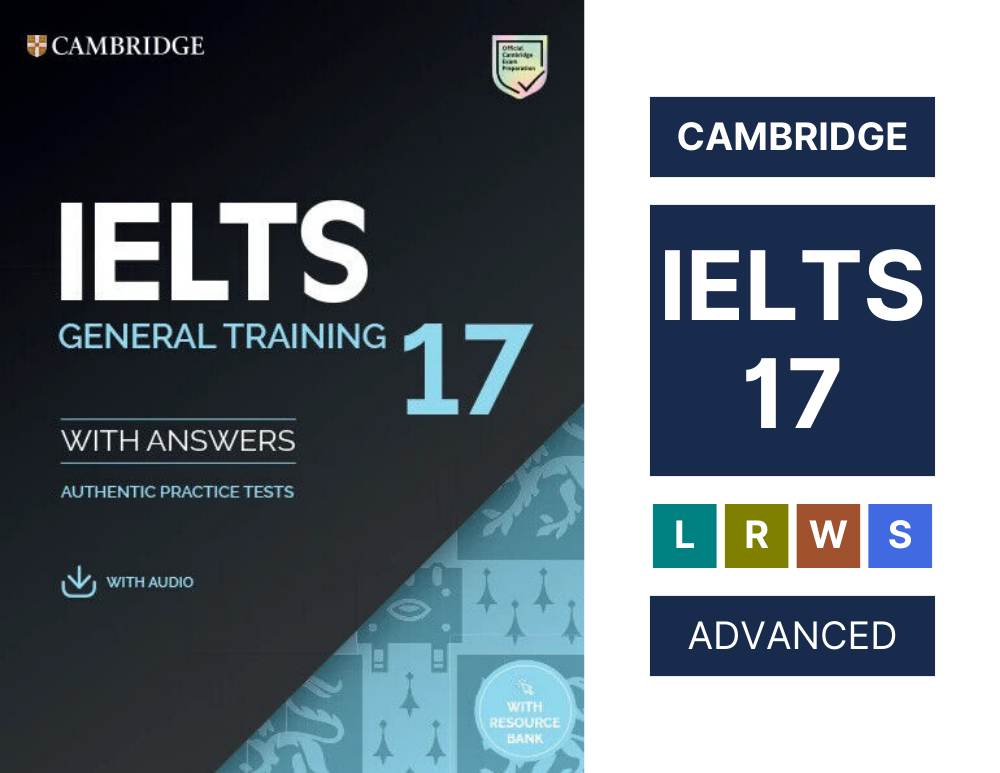 CAMBRIDGE
Official
Cambridge
Exam
Preparation
IELTS
GENERAL TRAINING 17
WITH ANSWERS
AUTHENTIC PRACTICE TESTS
WITH AUDIO
WITH
RESOURCE
BANK
CAMBRIDGE
IELTS
17
L R W S
ADVANCED